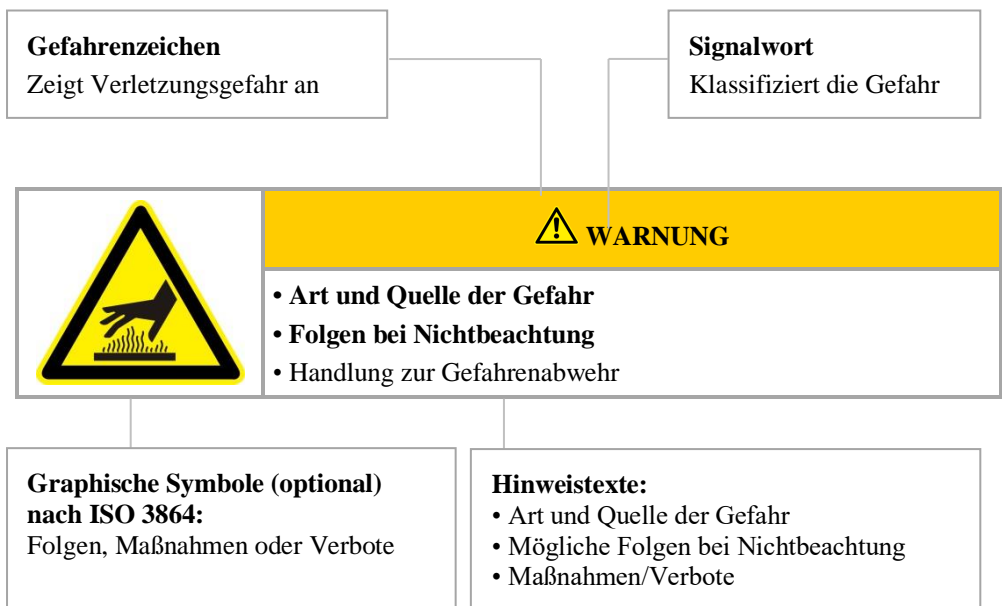 Gefahrenzeichen
Zeigt Verletzungsgefahr an
Signalwort
Klassifiziert die Gefahr
WARNUNG
• Art und Quelle der Gefahr
• Folgen bei Nichtbeachtung
• Handlung zur Gefahrenabwehr
Graphische Symbole (optional)
nach ISO 3864:
Folgen, Maßnahmen oder Verbote
Hinweistexte:
• Art und Quelle der Gefahr
• Mögliche Folgen bei Nichtbeachtung
• Maßnahmen/Verbote